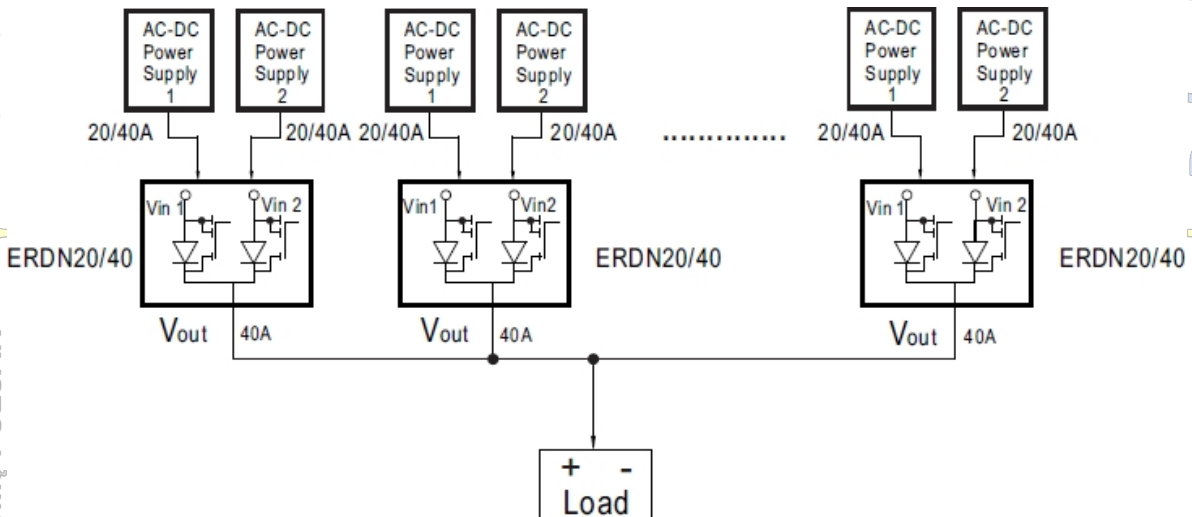 AC-DC
Power
Supply
1
AC-DC
Power
Supply
2
AC-DC
Power
Supply
1
AC-DC
Power
Supply
2
AC-DC
Power
Supply
1
AC-DC
Power
Supply
2
20/40A
20/40A
20/40A
20/40A
..............
20/40A
20/40A
Vin 1
Vin 2
Vin1
Vin2
Vin 1
Vin 2
ERDN20/40
ERDN20/40
ERDN20/40
Vout
40A
Vout
40A
Vout
40A
+ -
Load